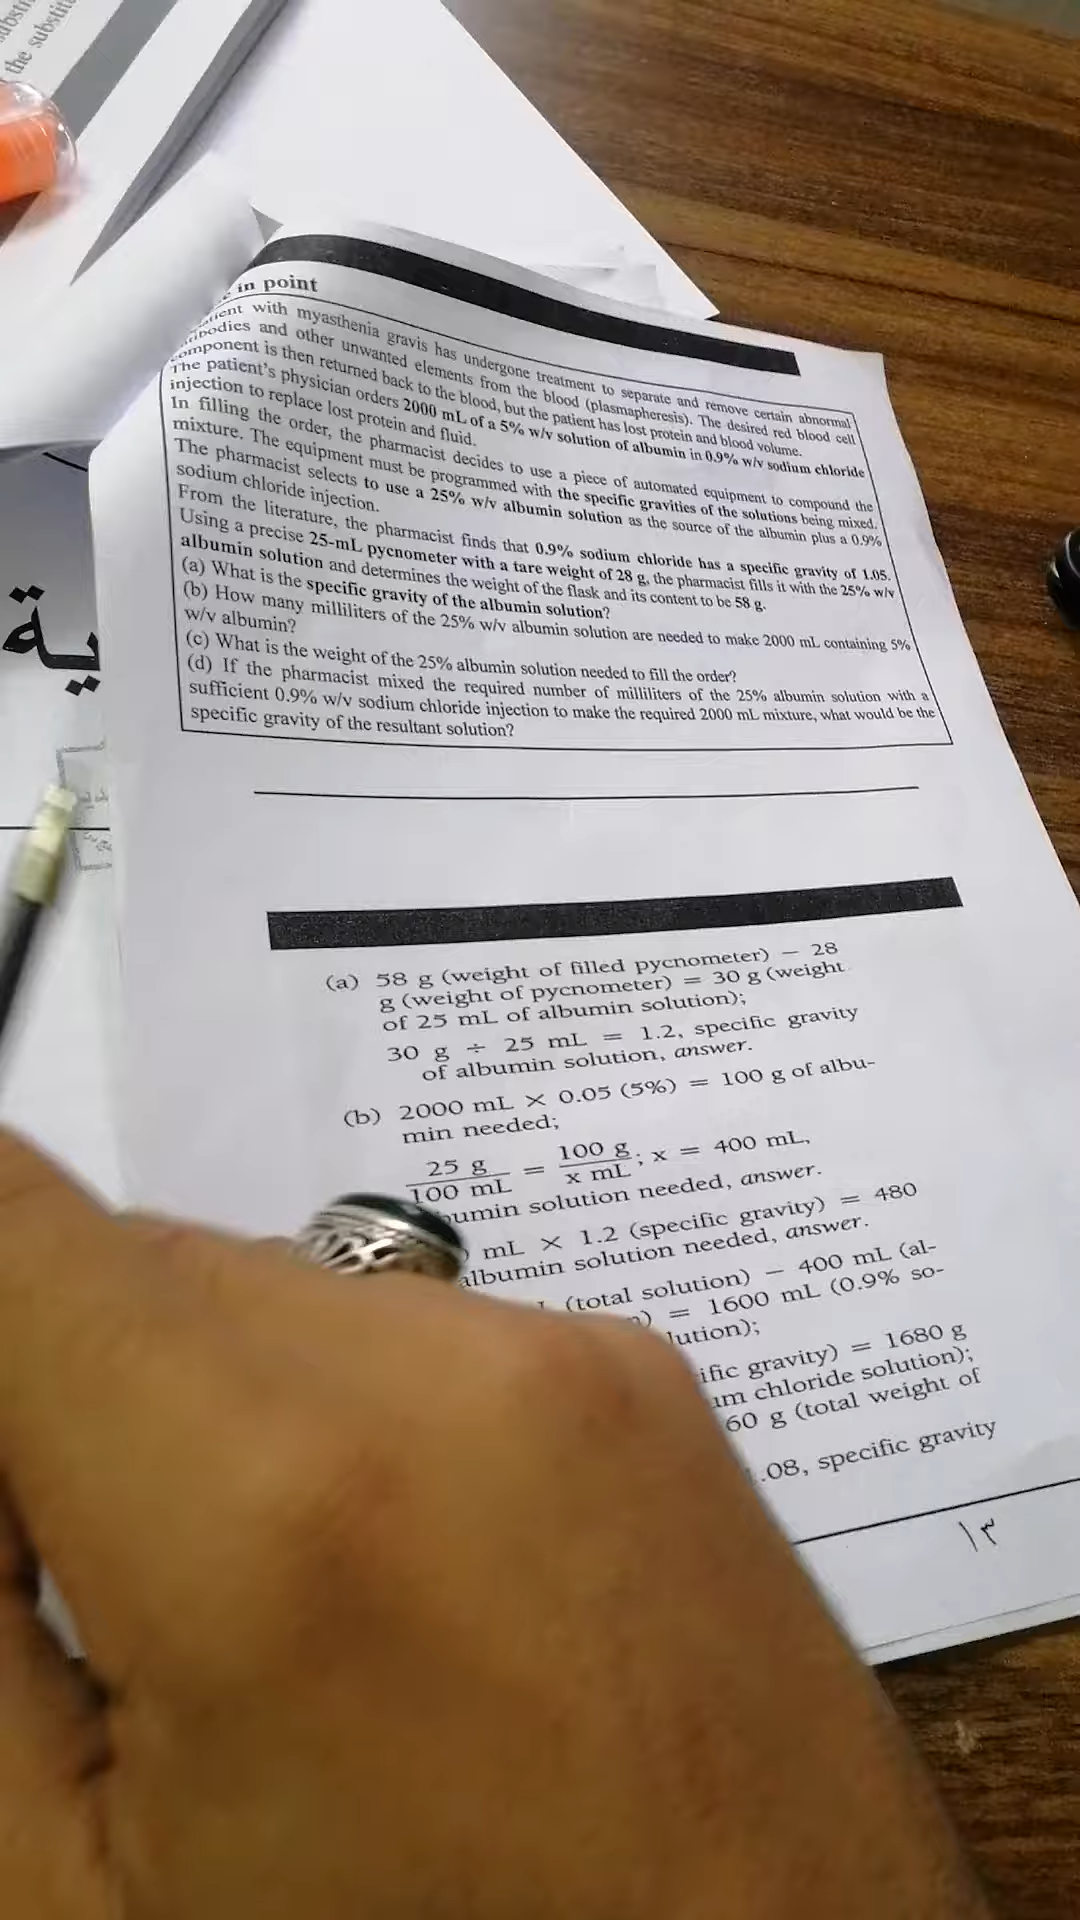 the substitu
in point
with myasthenia gravis has undergone treatment to separate and remove certain abnormal
and other unwanted elements from the blood (plasmapheresis). The desired red blood cell
component is then returned back to the blood, but the patient has lost protein and blood volume.
The patient's physician orders 2000 mL of a 5% w/v solution of albumin in 0.9% w/v sodium chloride
injection to replace lost protein and fluid.
In filling the order, the pharmacist decides to use a piece of automated equipment to compound the
mixture. The equipment must be programmed with the specific gravities of the solutions being mixed.
The pharmacist selects to use a 25% w/v albumin solution as the source of the albumin plus a 0.9%
sodium chloride injection.
From the literature, the pharmacist finds that 0.9% sodium chloride has a specific gravity of 1.05.
Using a precise 25-mL pycnometer with a tare weight of 28 g, the pharmacist fills it with the 25% w/v
albumin solution and determines the weight of the flask and its content to be 58 g.
(a) What is the specific gravity of the albumin solution?
(b) How many milliliters of the 25% w/v albumin solution are needed to make 2000 mL containing 5%
w/v albumin?
(c) What is the weight of the 25% albumin solution needed to fill the order?
(d) If the pharmacist mixed the required number of milliliters of the 25% albumin solution with a
sufficient 0.9% w/v sodium chloride injection to make the required 2000 mL mixture, what would be the
specific gravity of the resultant solution?
(a) 58 g (weight of filled pycnometer) − 28
g (weight of pycnometer) = 30 g (weight
of 25 mL of albumin solution);
30 g ÷ 25 mL = 1.2, specific gravity
of albumin solution, answer.
(b) 2000 mL × 0.05 (5%) = 100 g of albu-
min needed;
25 g / 100 mL = 100 g / x mL; x = 400 mL,
solution needed, answer.
mL × 1.2 (specific gravity) = 480
albumin solution needed, answer.
(total solution) − 400 mL (al-
= 1600 mL (0.9% so-
lution);
gravity) = 1680 g
chloride solution);
60 g (total weight of
.08, specific gravity
١٣